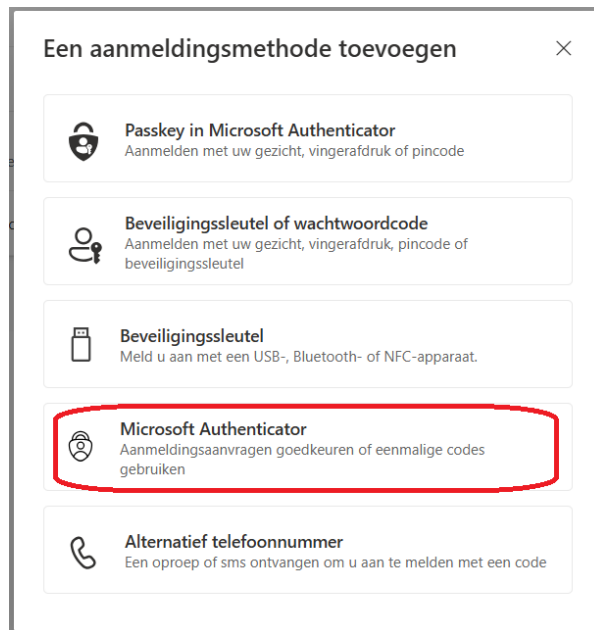 Een aanmeldingsmethode toevoegen
Passkey in Microsoft Authenticator
Aanmelden met uw gezicht, vingerafdruk of pincode
Beveiligingssleutel of wachtwoordcode
Aanmelden met uw gezicht, vingerafdruk, pincode of
beveiligingssleutel
Beveiligingssleutel
Meld u aan met een USB-, Bluetooth- of NFC-apparaat.
Microsoft Authenticator
Aanmeldingsaanvragen goedkeuren of eenmalige codes
gebruiken
Alternatief telefoonnummer
Een oproep of sms ontvangen om u aan te melden met een code